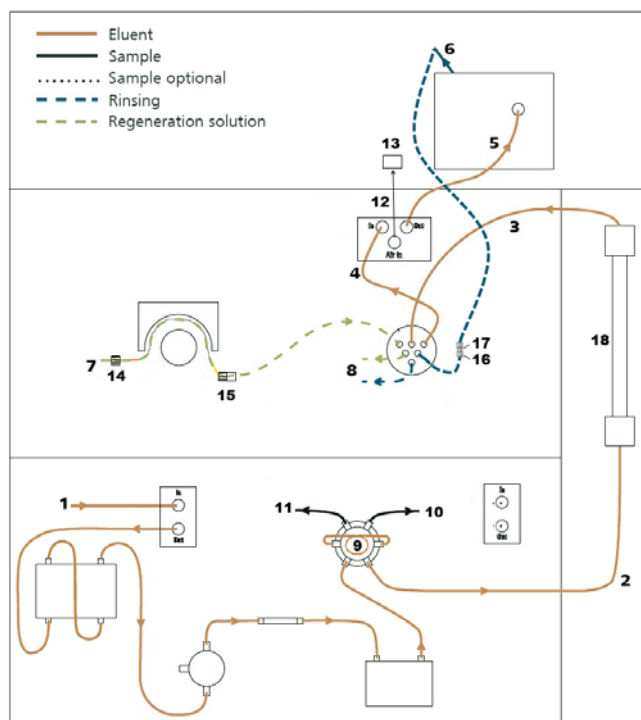 Eluent
Sample
Sample optional
Rinsing
Regeneration solution
6
5
13
12
In
Out
Air in
3
4
17
16
7
14
15
8
18
1
In
Out
11
10
9
In
Out
2